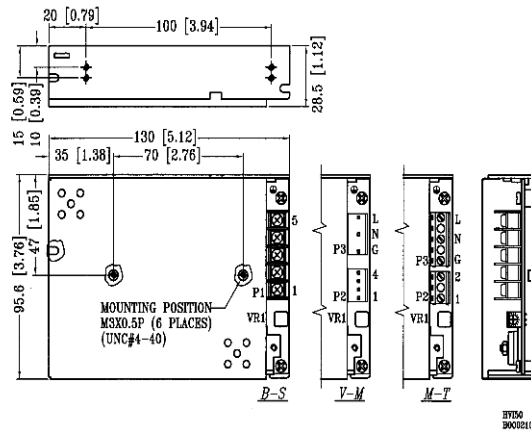 20 [0.79]
100 [3.94]
15 [0.59]
10 [0.39]
28.5 [1.12]
130 [5.12]
35 [1.38]
70 [2.76]
47 [1.85]
95.6 [3.76]
5
P1
1
VR1
MOUNTING POSITION
M3X0.5P (6 PLACES)
(UNC#4-40)
B-S
L
N
P3
G
4
P2
1
VR1
V-M
L
N
P3
G
2
P2
1
VR1
M-T